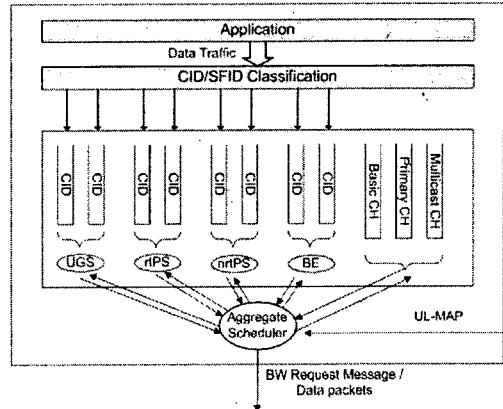 Application
Data Traffic
CID/SFID Classification
CID
CID
CID
CID
CID
CID
CID
CID
Basic CH
Primary CH
Multicast CH
UGS
rtPS
nrtPS
BE
Aggregate
Scheduler
UL-MAP
BW Request Message /
Data packets